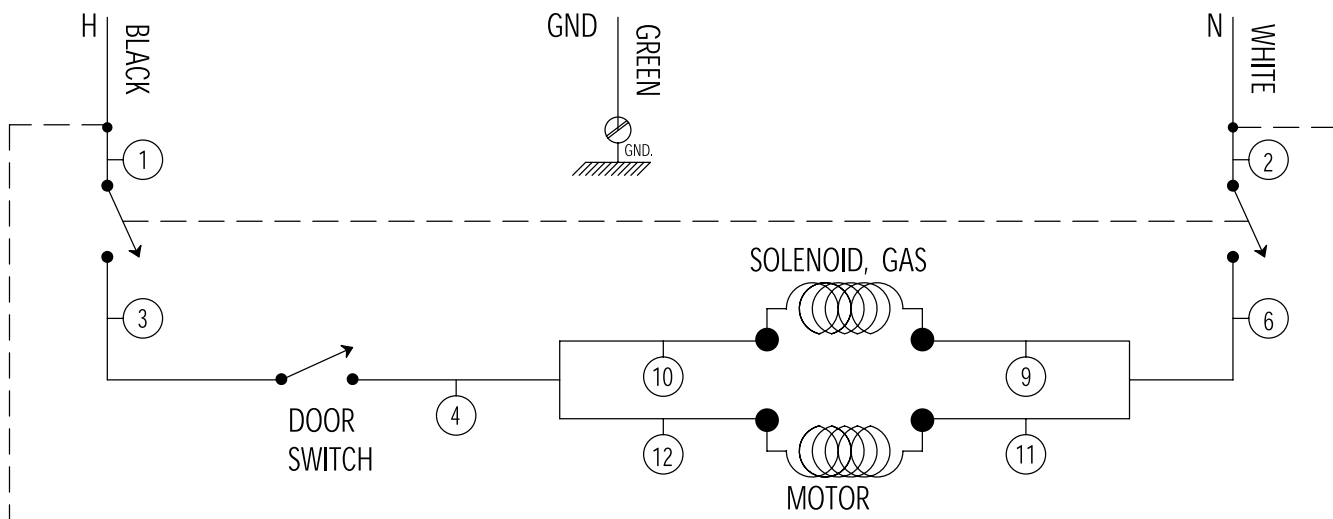 H
BLACK
GND
GREEN
GND.
N
WHITE
1
2
3
6
SOLENOID, GAS
10
9
4
DOOR
SWITCH
12
11
MOTOR